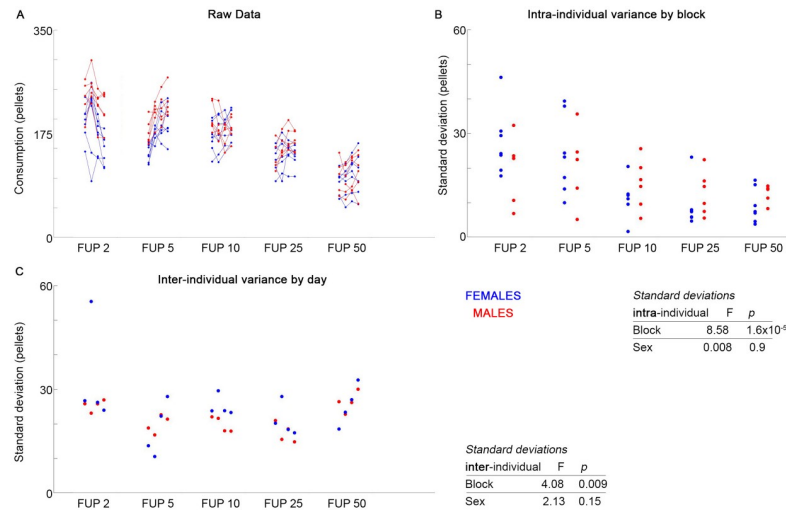 A
Raw Data
350
175
0
Consumption (pellets)
FUP 2 FUP 5 FUP 10 FUP 25 FUP 50
B
Intra-individual variance by block
60
30
0
Standard deviation (pellets)
FUP 2 FUP 5 FUP 10 FUP 25 FUP 50
C
Inter-individual variance by day
60
30
0
Standard deviation (pellets)
FUP 2 FUP 5 FUP 10 FUP 25 FUP 50
FEMALES
MALES
Standard deviations
intra-individual F p
Block 8.58 1.6x10-5
Sex 0.008 0.9
Standard deviations
inter-individual F p
Block 4.08 0.009
Sex 2.13 0.15